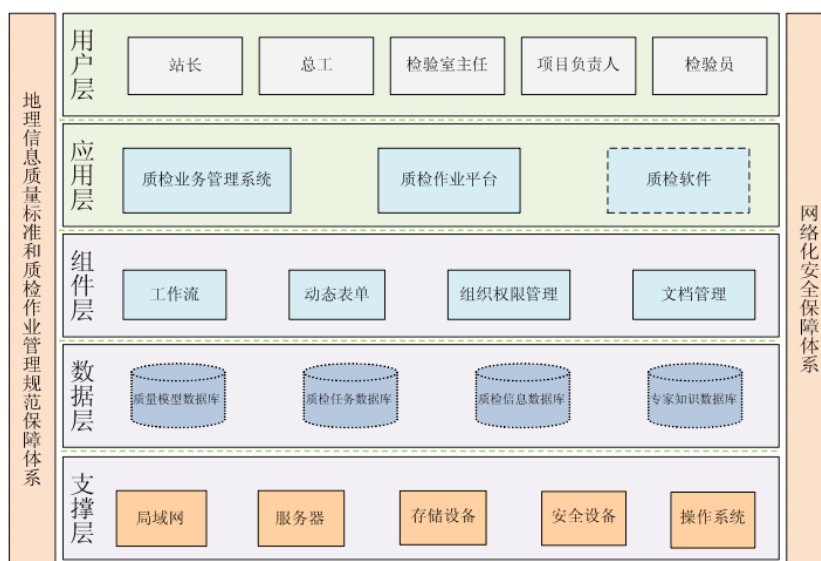 地理信息质量标准和质检作业管理规范保障体系
用户层
站长
总工
检验室主任
项目负责人
检验员
应用层
质检业务管理系统
质检作业平台
质检软件
组件层
工作流
动态表单
组织权限管理
文档管理
数据层
质量模型数据库
质检任务数据库
质检信息数据库
专家知识数据库
支撑层
局域网
服务器
存储设备
安全设备
操作系统
网络化安全保障体系